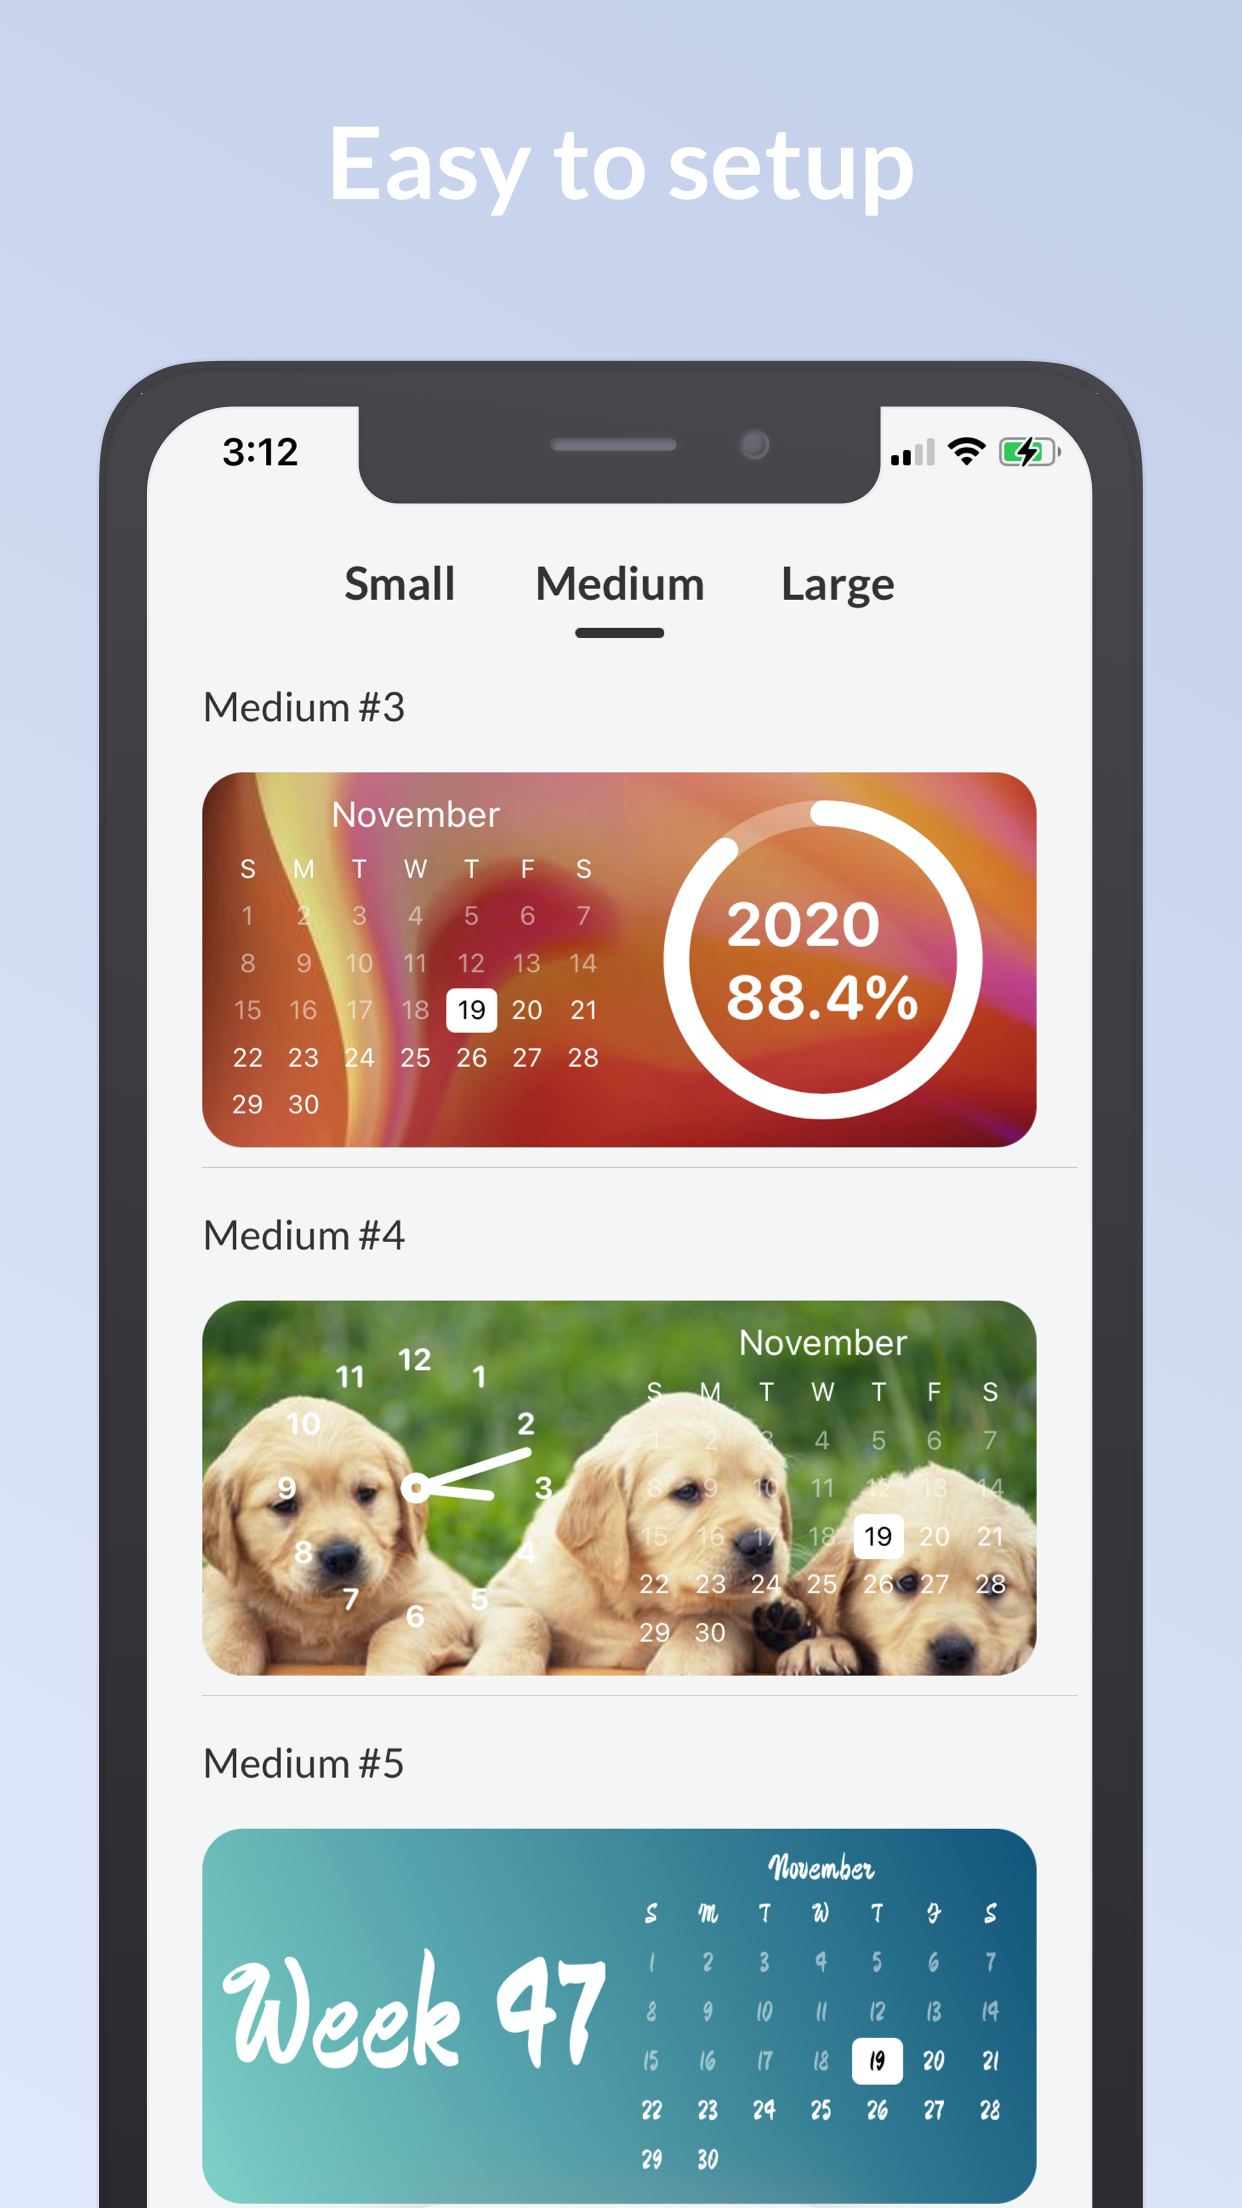 Easy to setup
3:12
Small Medium Large
Medium #3
November
S M T W T F S
1 2 3 4 5 6 7
8 9 10 11 12 13 14
15 16 17 18 19 20 21
22 23 24 25 26 27 28
29 30
2020
88.4%
Medium #4
12
11 1
10 2
9 3
8 4
7 5
6
November
S M T W T F S
1 2 3 4 5 6 7
8 9 10 11 12 13 14
15 16 17 18 19 20 21
22 23 24 25 26 27 28
29 30
Medium #5
Week 47
November
S M T W T F S
1 2 3 4 5 6 7
8 9 10 11 12 13 14
15 16 17 18 19 20 21
22 23 24 25 26 27 28
29 30